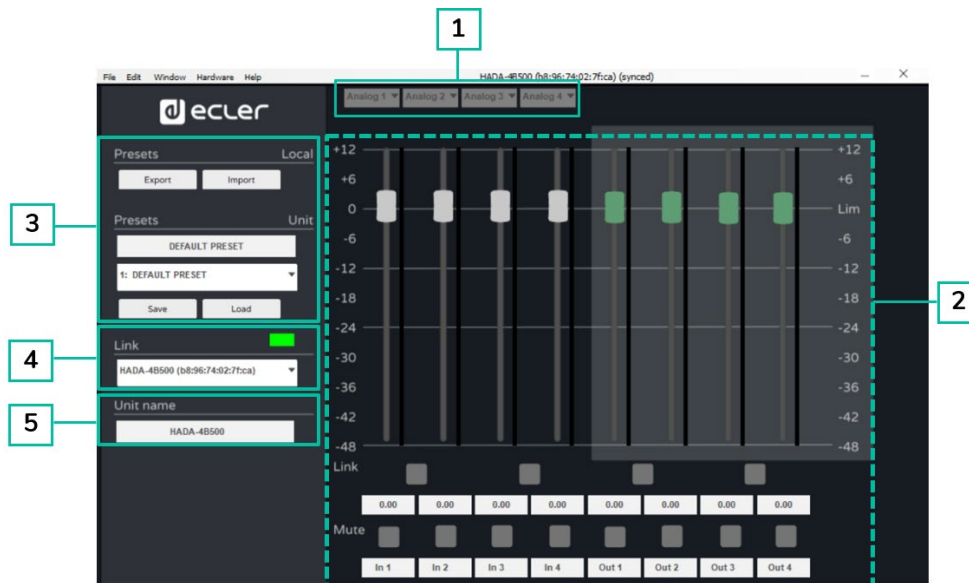 1
File Edit Window Hardware Help
HADA-4B500 (b8:96:74:02:7f:ca) (synced)
ecler
Analog 1 Analog 2 Analog 3 Analog 4
Presets Local
Export Import
Presets Unit
DEFAULT PRESET
1: DEFAULT PRESET
Save Load
3
Link
HADA-4B500 (b8:96:74:02:7f:ca)
4
Unit name
HADA-4B500
5
+12 +12
+6 +6
0 Lim
-6 -6
-12 -12
-18 -18
-24 -24
-30 -30
-36 -36
-42 -42
-48 -48
2
Link
0.00 0.00 0.00 0.00 0.00 0.00 0.00 0.00
Mute
In 1 In 2 In 3 In 4 Out 1 Out 2 Out 3 Out 4